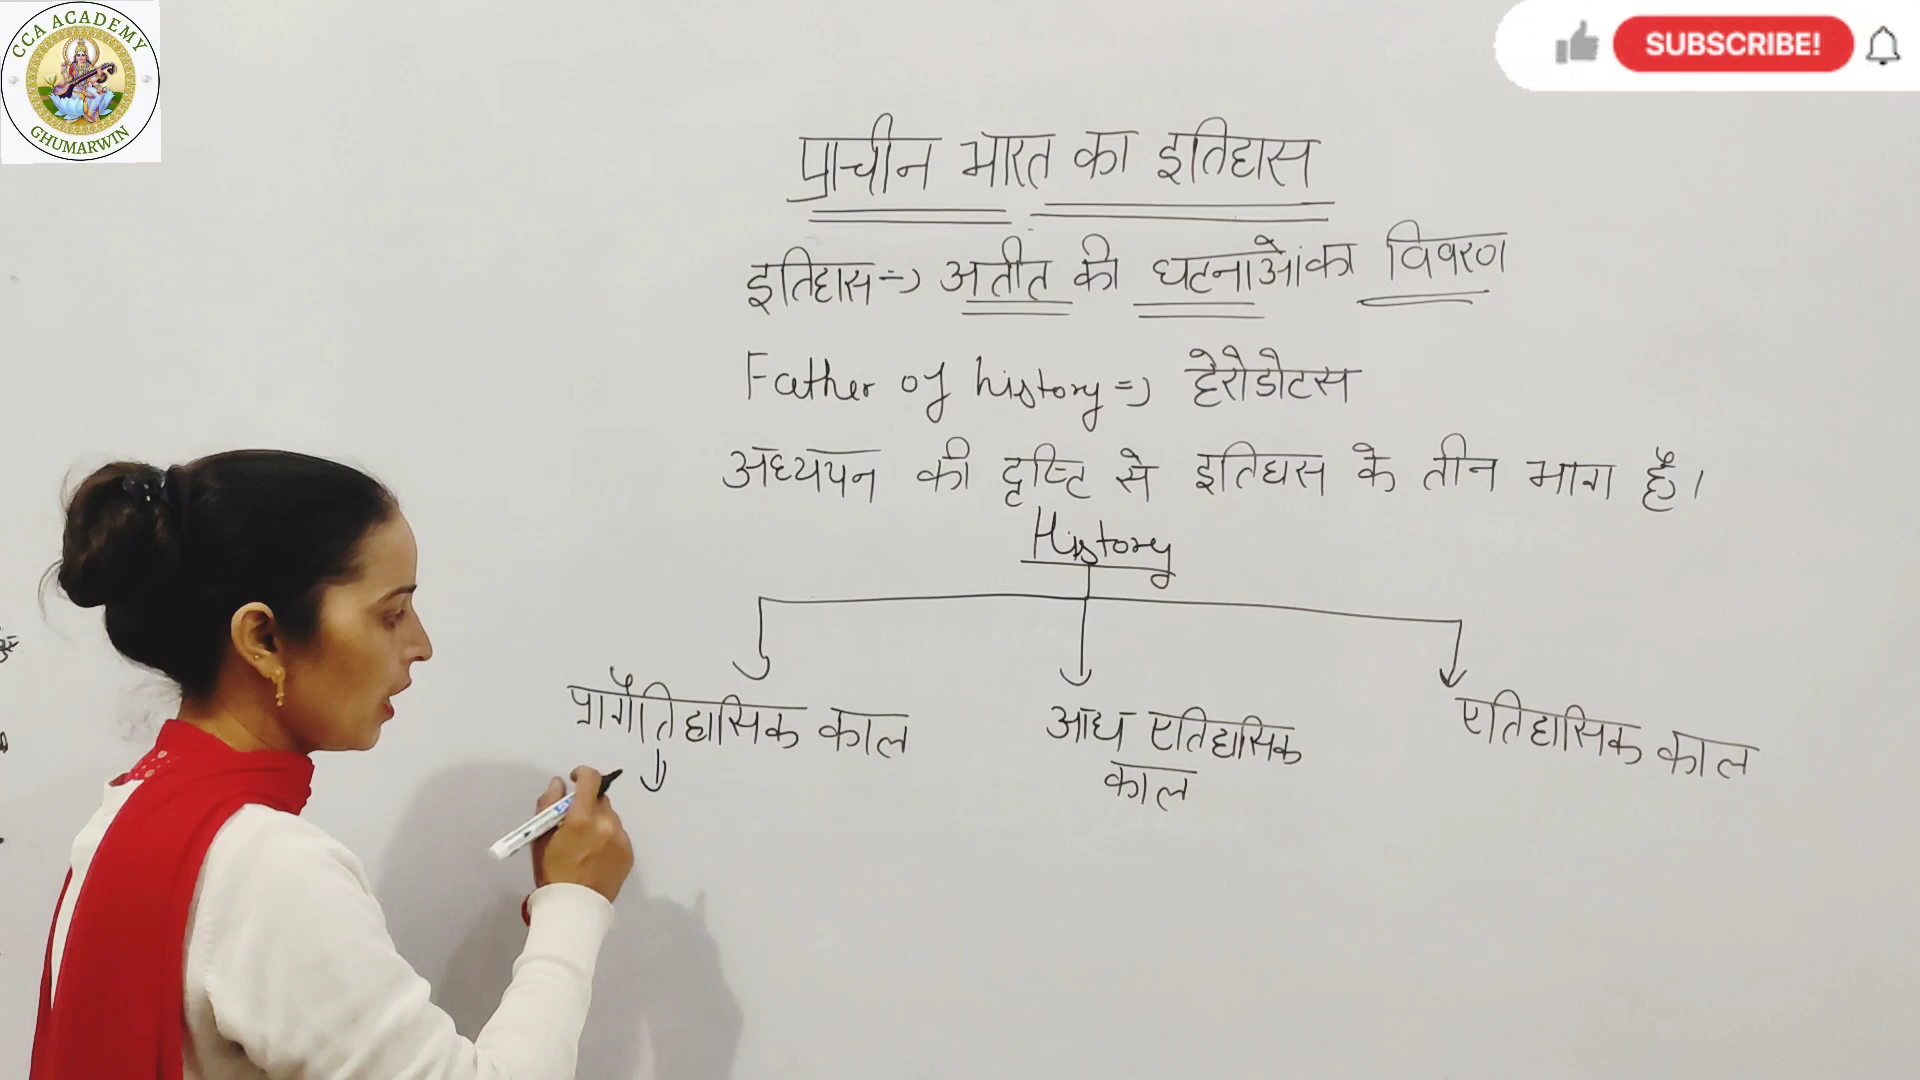 CCA ACADEMY
GHUMARWIN
SUBSCRIBE!
प्राचीन भारत का इतिहास
इतिहास => अतीत की घटनाओं का विवरण
Father of history => हेरोडोटस
अध्ययन की दृष्टि से इतिहास के तीन भाग हैं।
History
प्रागैतिहासिक काल
आध एतिहासिक
काल
एतिहासिक काल